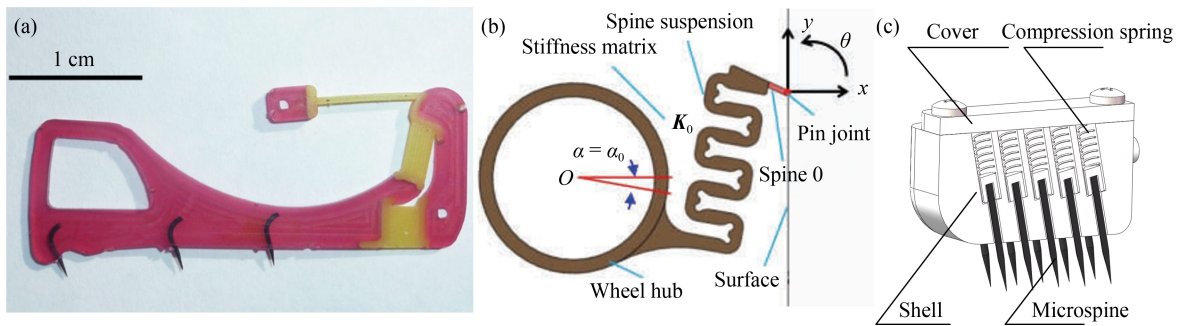 (a)
1 cm
(b)
Spine suspension
Stiffness matrix
y
θ
x
K0
Pin joint
α = α0
O
Spine 0
Surface
Wheel hub
(c)
Cover
Compression spring
Shell
Microspine